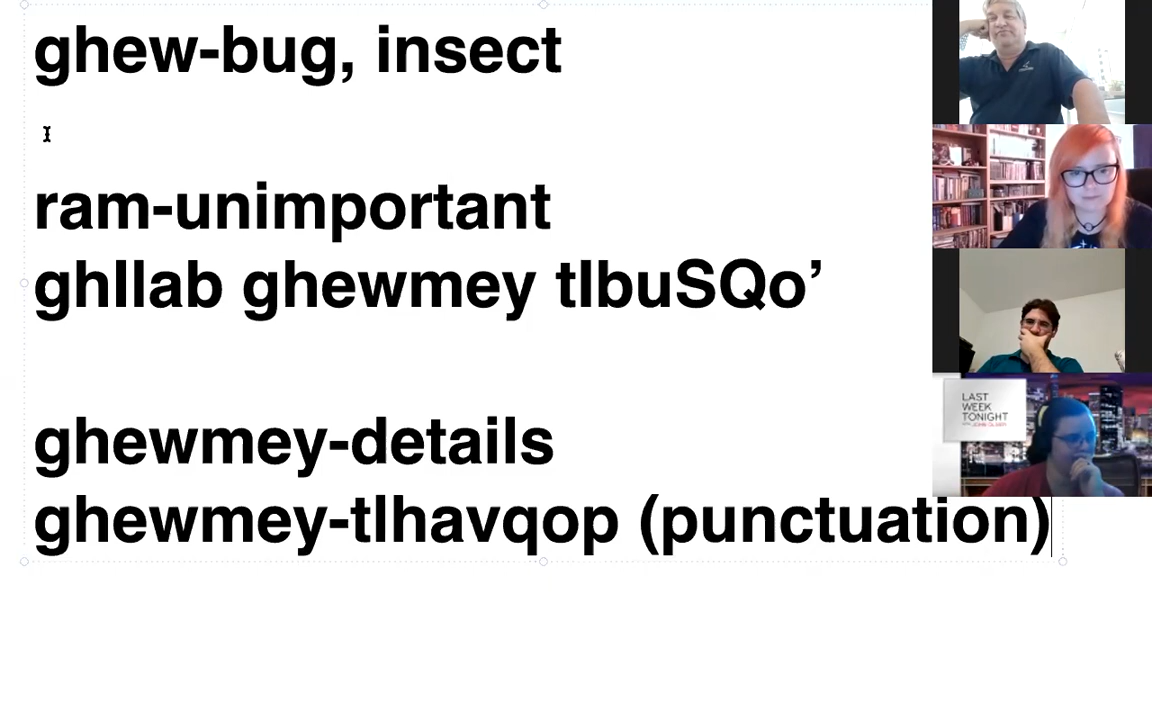 ghew-bug, insect
ram-unimportant
ghIlab ghewmey tIbuSQo’
ghewmey-details
ghewmey-tlhavqop (punctuation)
LAST
WEEK
TONIGHT